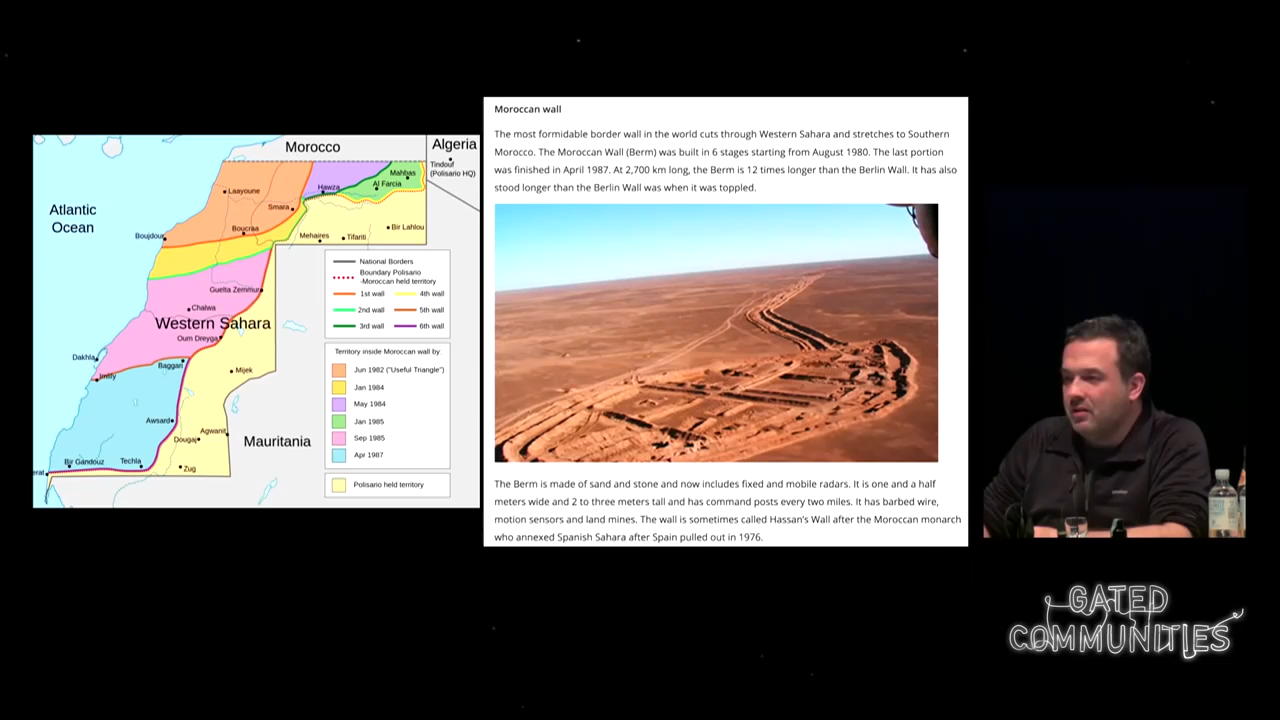 Morocco
Algeria
Tindouf
(Polisario HQ)
Mahbas
Al Farcia
Hawza
Laayoune
Smara
Atlantic
Ocean
Boujdour
Boucraa
Mehaires
Tifariti
Bir Lahlou
Guelta Zemmur
Chalwa
Western Sahara
Oum Dreyga
Dakhla
Imlily
Baggari
Mijek
Awsard
Dougaj
Agwanit
Mauritania
Bir Gandouz
Techla
Zug
erat
National Borders
Boundary Polisario
-Moroccan held territory
1st wall
4th wall
2nd wall
5th wall
3rd wall
6th wall
Territory inside Moroccan wall by:
Jun 1982 ("Useful Triangle")
Jan 1984
May 1984
Jan 1985
Sep 1985
Apr 1987
Polisario held territory
Moroccan wall
The most formidable border wall in the world cuts through Western Sahara and stretches to Southern
Morocco. The Moroccan Wall (Berm) was built in 6 stages starting from August 1980. The last portion
was finished in April 1987. At 2,700 km long, the Berm is 12 times longer than the Berlin Wall. It has also
stood longer than the Berlin Wall was when it was toppled.
The Berm is made of sand and stone and now includes fixed and mobile radars. It is one and a half
meters wide and 2 to three meters tall and has command posts every two miles. It has barbed wire,
motion sensors and land mines. The wall is sometimes called Hassan's Wall after the Moroccan monarch
who annexed Spanish Sahara after Spain pulled out in 1976.
GATED
COMMUNITIES